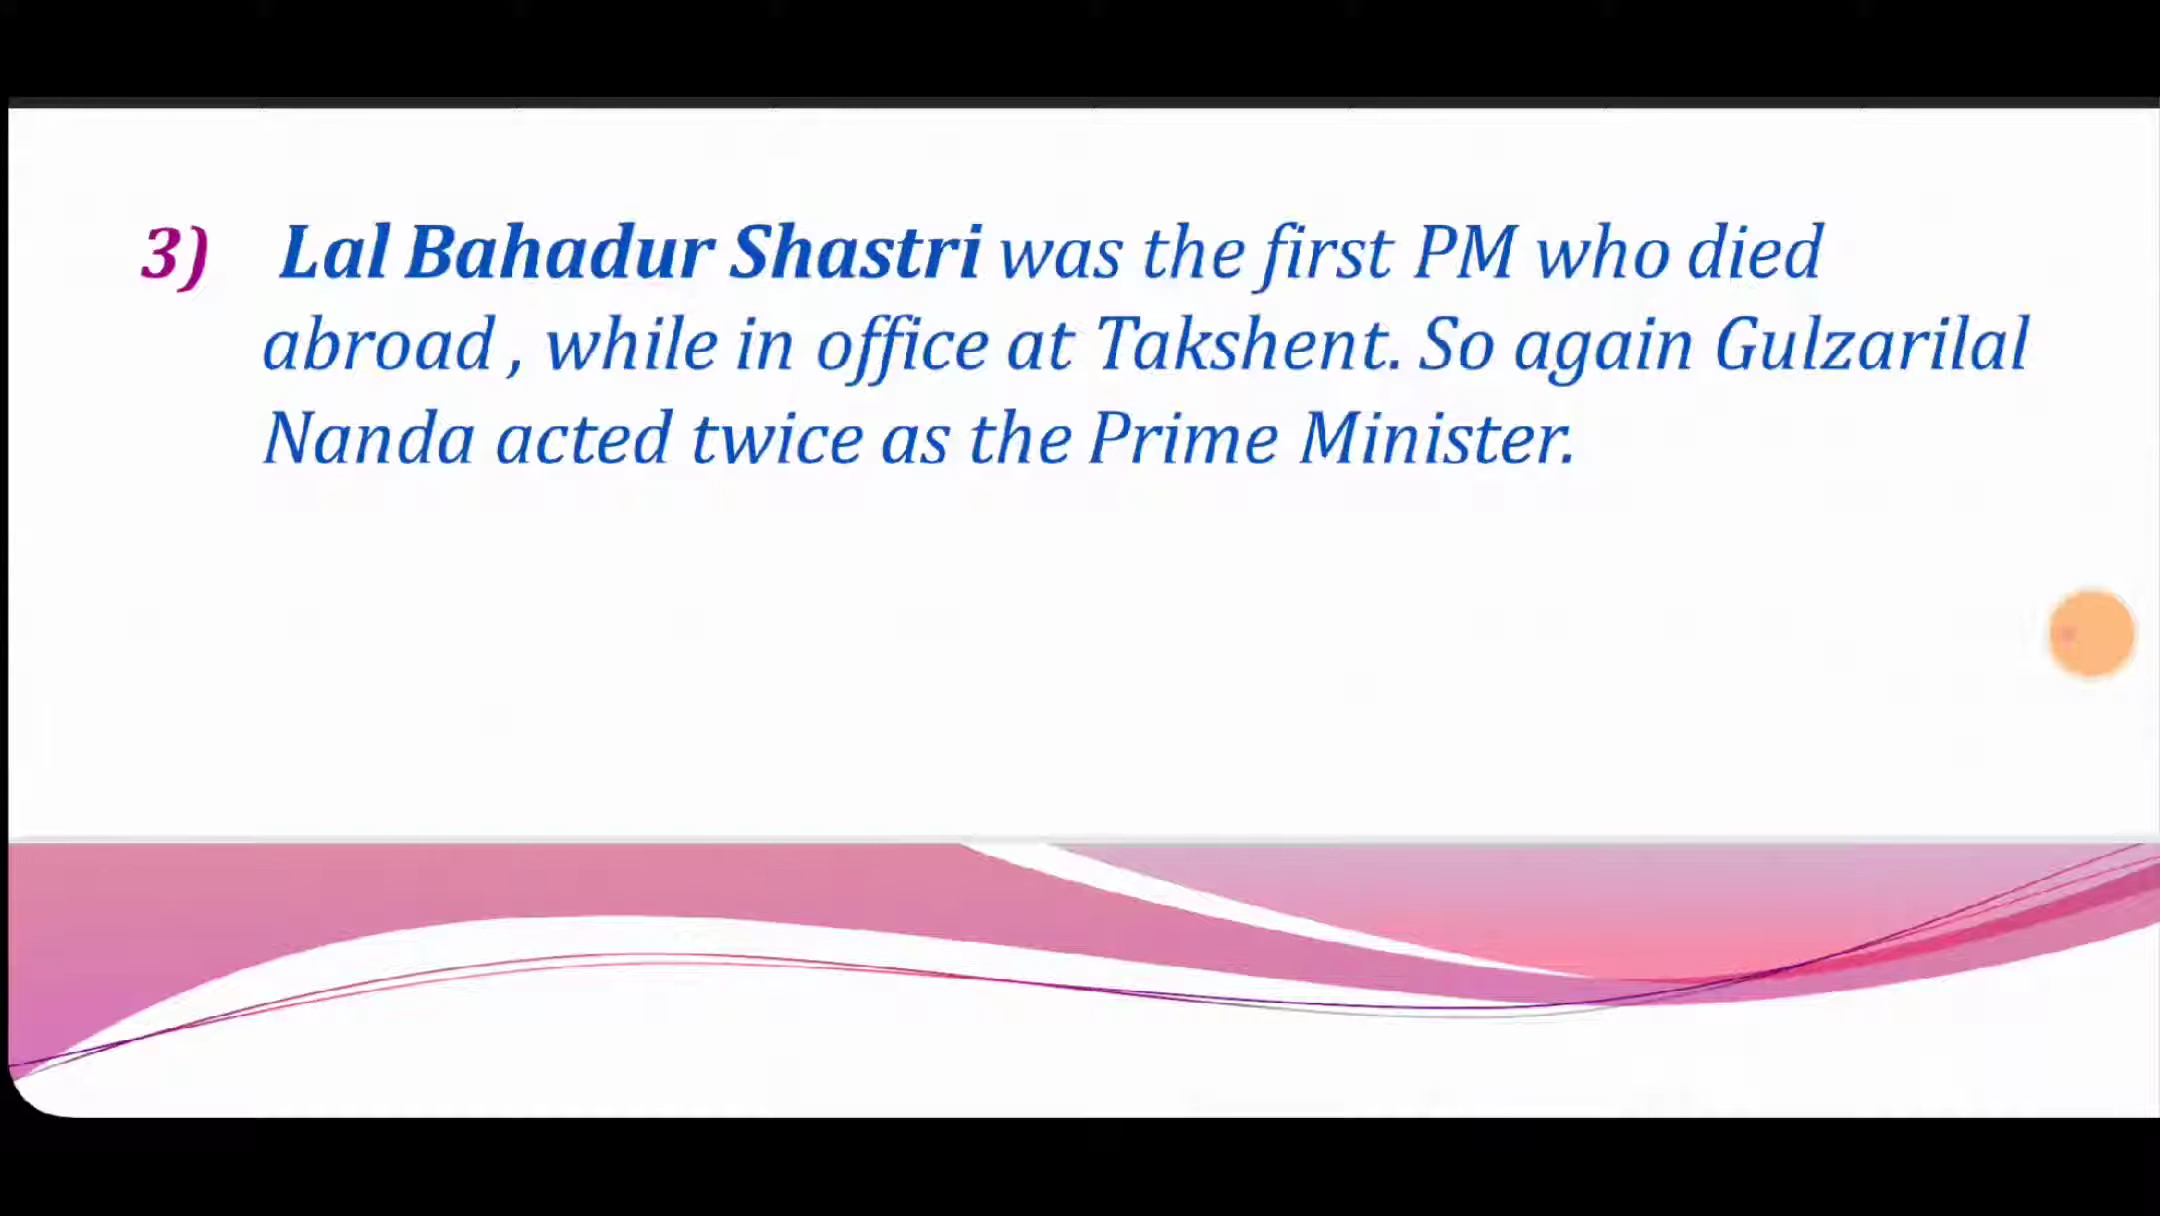 3) Lal Bahadur Shastri was the first PM who died
abroad , while in office at Takshent. So again Gulzarilal
Nanda acted twice as the Prime Minister.